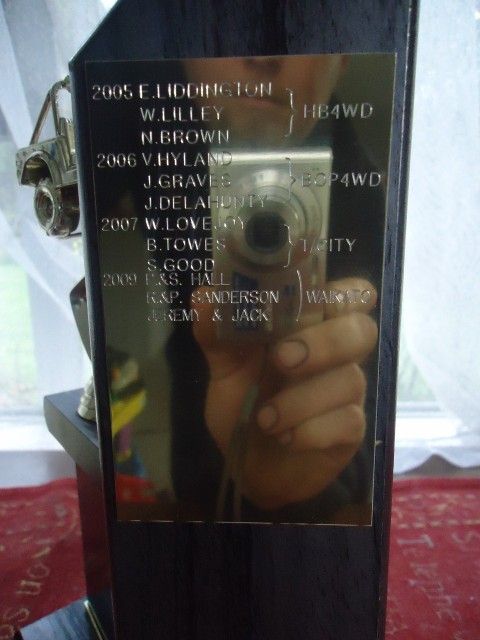 2005 E.LIDDINGTON
W.LILLEY HB4WD
N.BROWN
2006 V.HYLAND
J.GRAVES BOP4WD
J.DELAHUNTY
2007 W.LOVEJOY
B.TOWES T/CITY
S.GOOD
2009 &S. HALL
K&P. SANDERSON WAIKATO
J.REMY & JACK